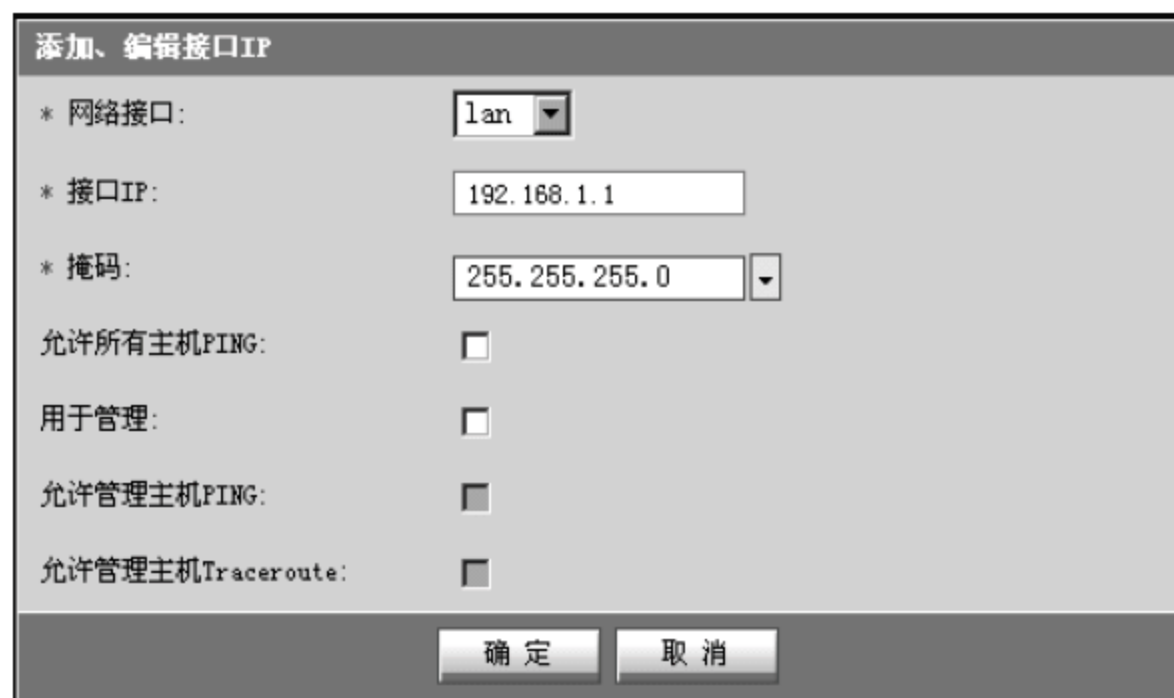 添加、编辑接口IP
* 网络接口: lan
* 接口IP: 192.168.1.1
* 掩码: 255.255.255.0
允许所有主机PING:
用于管理:
允许管理主机PING:
允许管理主机Traceroute:
确定 取消